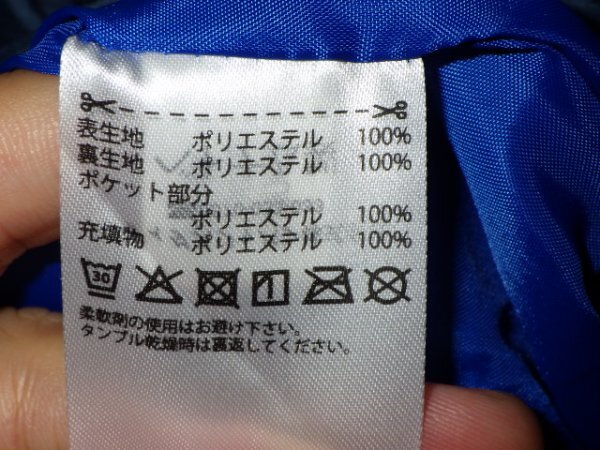 表生地 ポリエステル 100%
裏生地 ポリエステル 100%
ポケット部分
ポリエステル 100%
充填物 ポリエステル 100%
30
柔軟剤の使用はお避け下さい。
タンブル乾燥時は裏返してください。